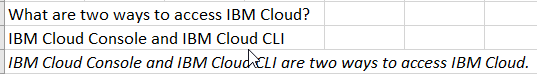 What are two ways to access IBM Cloud?
IBM Cloud Console and IBM Cloud CLI
IBM Cloud Console and IBM Cloud CLI are two ways to access IBM Cloud.